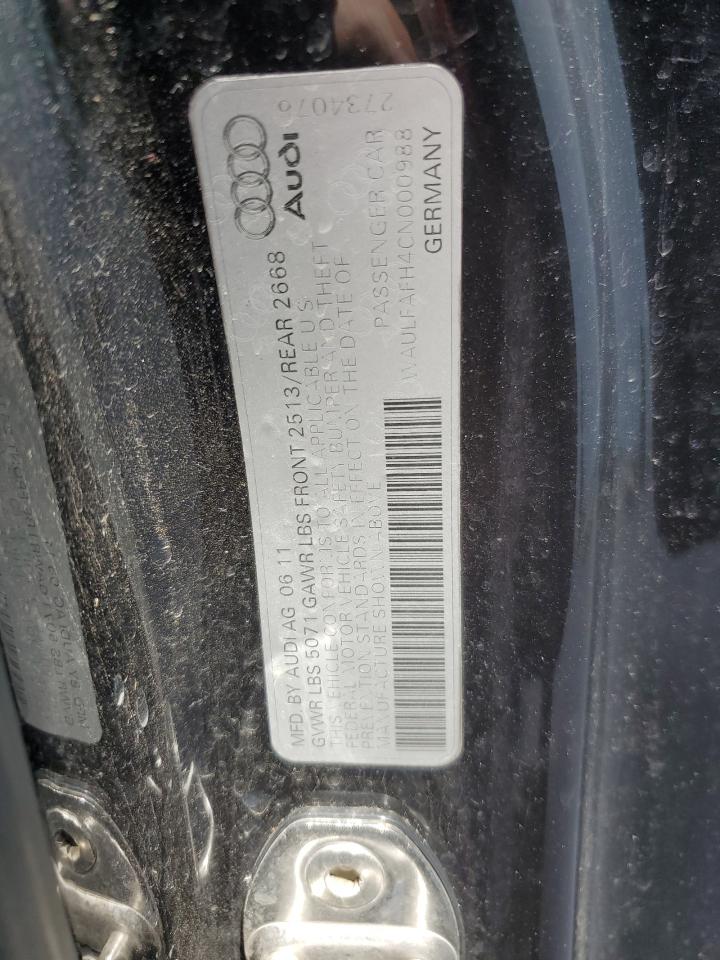 2734076
AUDI
MFD. BY AUDI AG 06 11
GVWR LBS 5071 GAWR LBS FRONT 2513/REAR 2668
THIS VEHICLE CONFORMS TO ALL APPLICABLE U S
FEDERAL MOTOR VEHICLE SAFETY BUMPER AND THEFT
PREVENTION STANDARDS IN EFFECT ON THE DATE OF
MANUFACTURE SHOWN ABOVE
PASSENGER CAR
WAULFAFH4CN000988
GERMANY